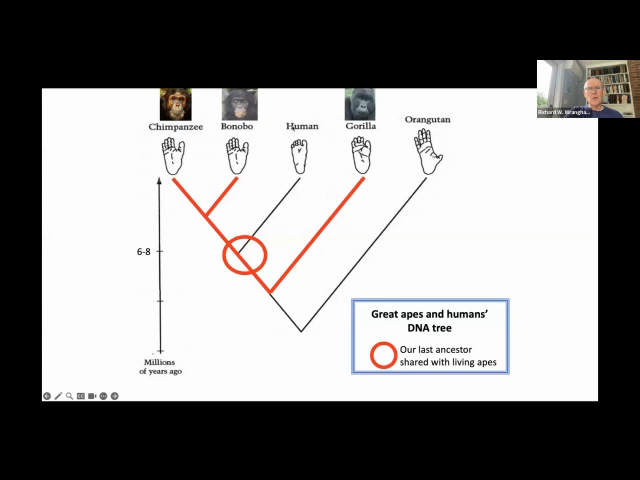 Richard W. Wrangha...
Chimpanzee Bonobo Human Gorilla Orangutan
6-8
Millions
of years ago
Great apes and humans'
DNA tree
Our last ancestor
shared with living apes